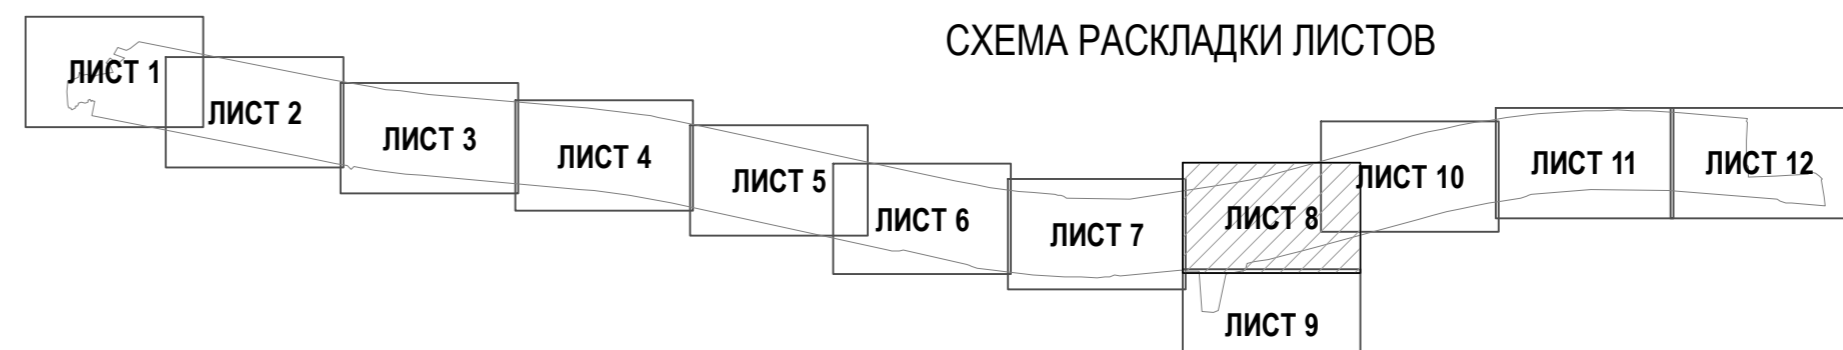 СХЕМА РАСКЛАДКИ ЛИСТОВ
ЛИСТ 1
ЛИСТ 2
ЛИСТ 3
ЛИСТ 4
ЛИСТ 5
ЛИСТ 6
ЛИСТ 7
ЛИСТ 8
ЛИСТ 9
ЛИСТ 10
ЛИСТ 11
ЛИСТ 12